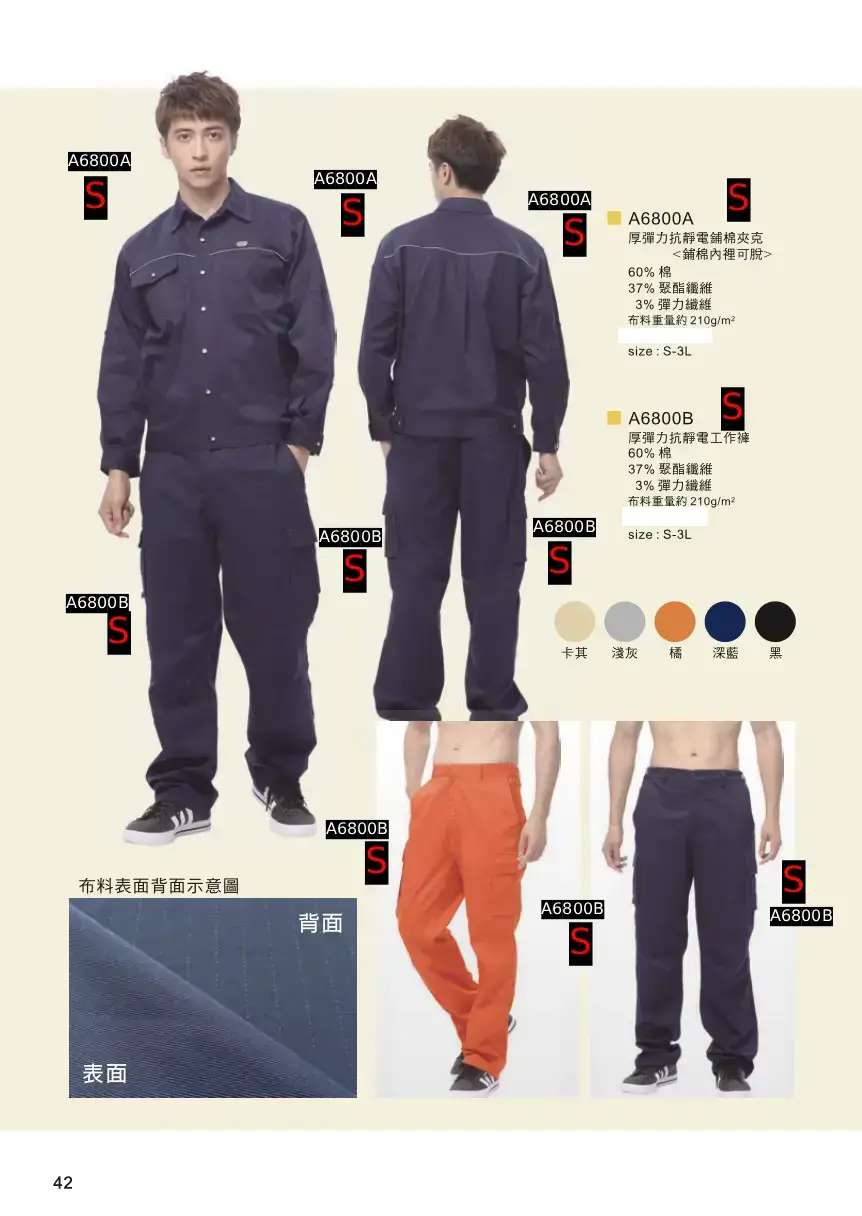 A6800A
S
A6800A
S
A6800A
S
A6800A
S
厚彈力抗靜電鋪棉夾克
<鋪棉內裡可脫>
60% 棉
37% 聚酯纖維
3% 彈力纖維
布料重量約 210g/m²
size : S-3L
A6800B
S
厚彈力抗靜電工作褲
60% 棉
37% 聚酯纖維
3% 彈力纖維
布料重量約 210g/m²
size : S-3L
A6800B
S
A6800B
S
A6800B
S
卡其 淺灰 橘 深藍 黑
A6800B
S
A6800B
S
S
A6800B
布料表面背面示意圖
背面
表面
42